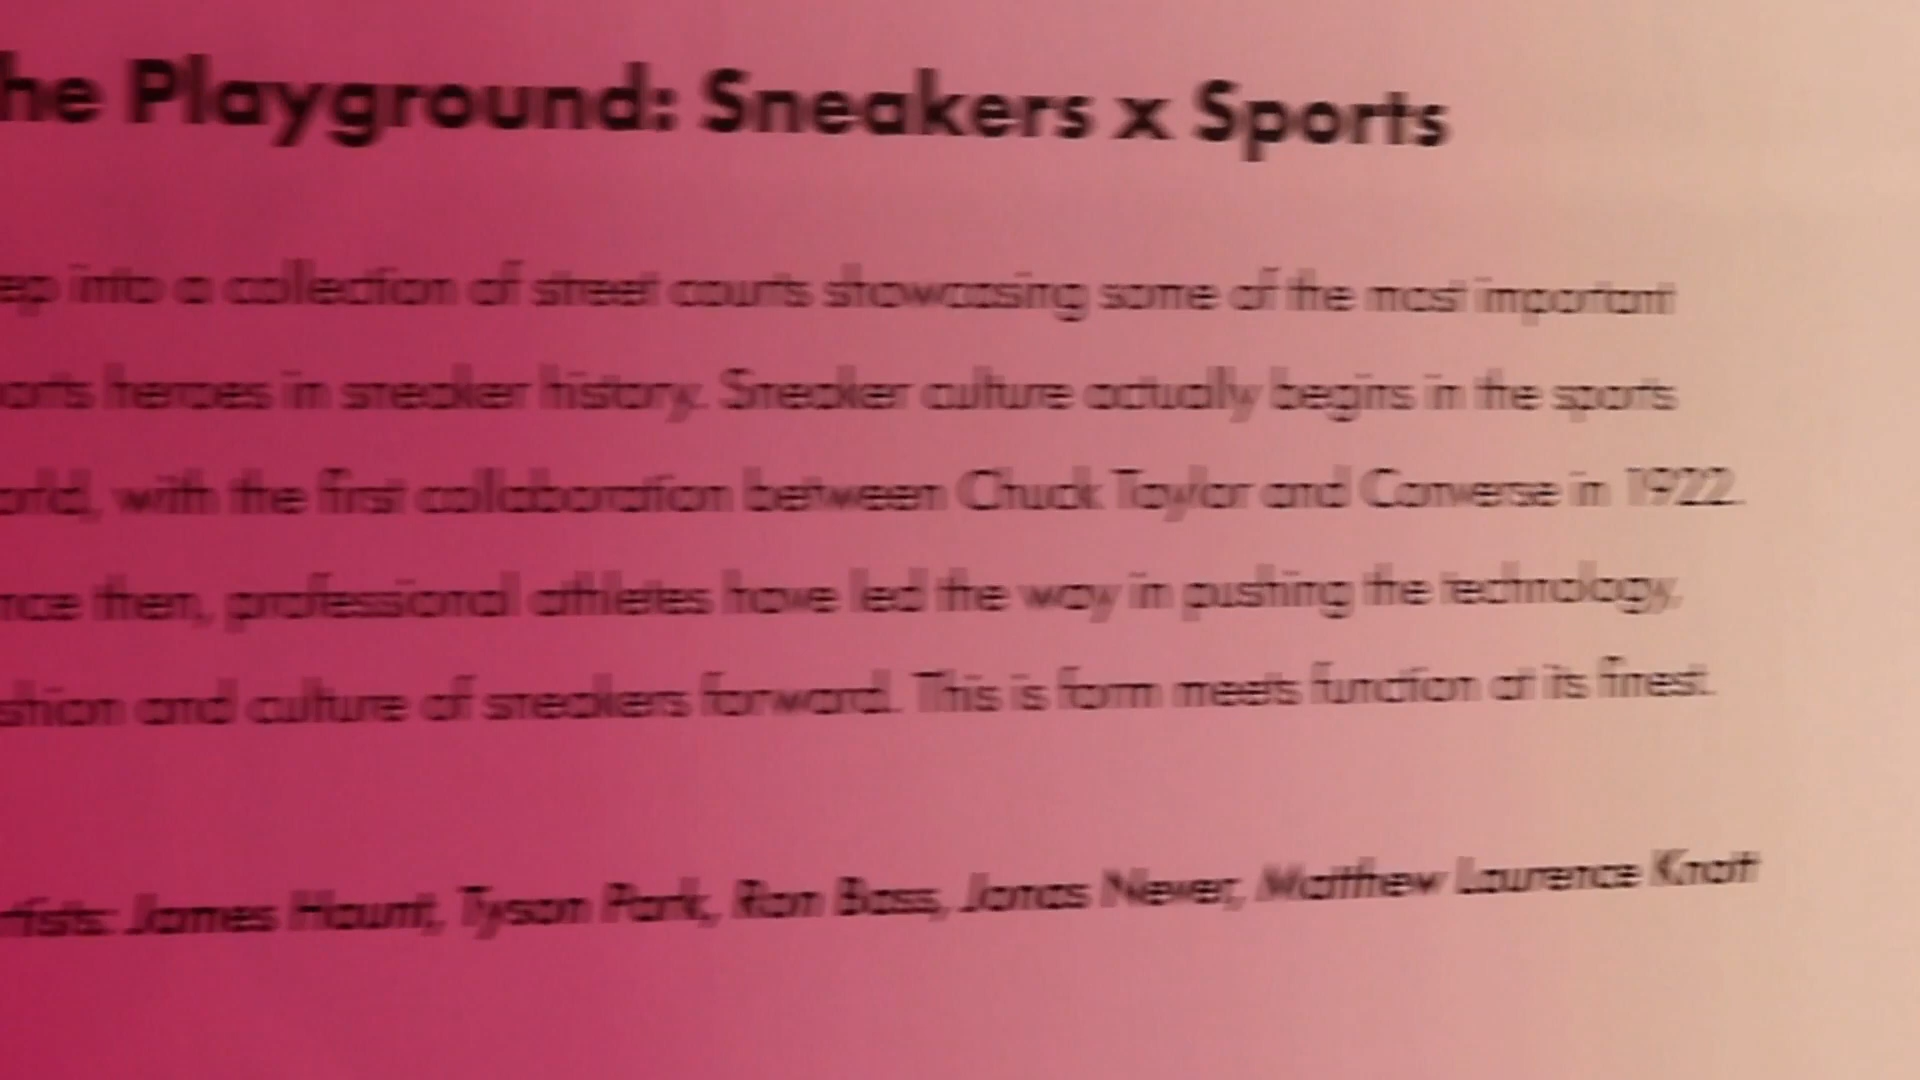 he Playground: Sneakers x Sports
ep into a collection of street courts showcasing some of the most important
orts heroes in sneaker history. Sneaker culture actually begins in the sports
orld, with the first collaboration between Chuck Taylor and Converse in 1922.
nce then, professional athletes have led the way in pushing the technology,
shion and culture of sneakers forward. This is form meets function at its finest.
rtists: James Haunt, Tyson Park, Ron Bass, Jonas Never, Matthew Laurence Knott